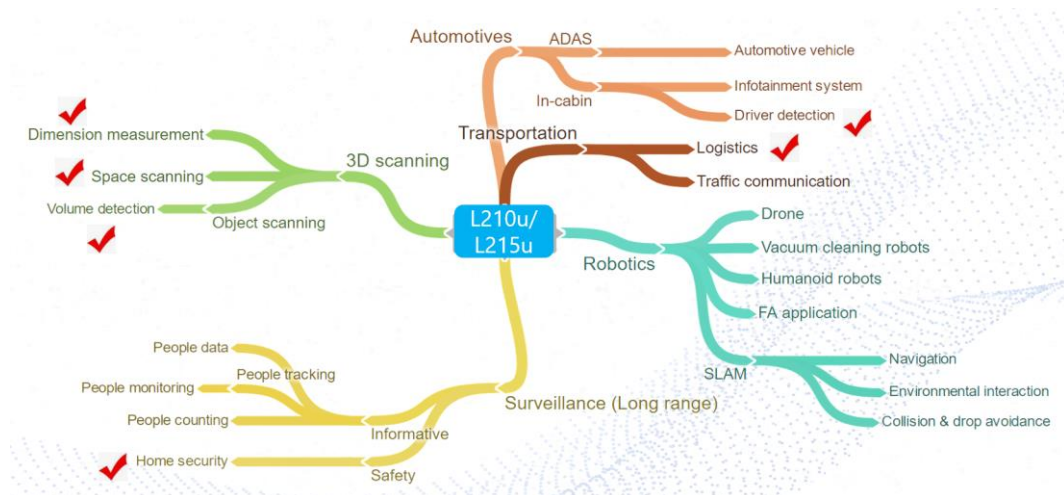 Automotives
ADAS
Automotive vehicle
In-cabin
Infotainment system
Driver detection
Transportation
Logistics
Traffic communication
Dimension measurement
3D scanning
Space scanning
Volume detection
Object scanning
L210u/
L215u
Robotics
Drone
Vacuum cleaning robots
Humanoid robots
FA application
SLAM
Navigation
Environmental interaction
Collision & drop avoidance
People data
People tracking
People monitoring
People counting
Informative
Surveillance (Long range)
Home security
Safety